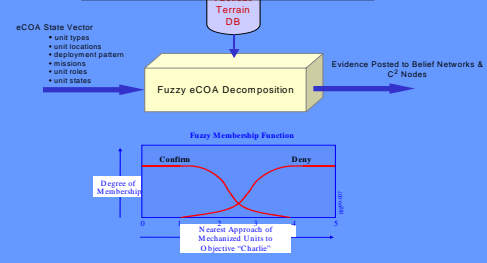 Terrain
DB
eCOA State Vector
• unit types
• unit locations
• deployment pattern
• missions
• unit roles
• unit states
Fuzzy eCOA Decomposition
Evidence Posted to Belief Networks &
C2 Nodes
Fuzzy Membership Function
Confirm Deny
Degree of
Membership
0 1 2 3 4 5
Nearest Approach of
Mechanized Units to
Objective "Charlie"